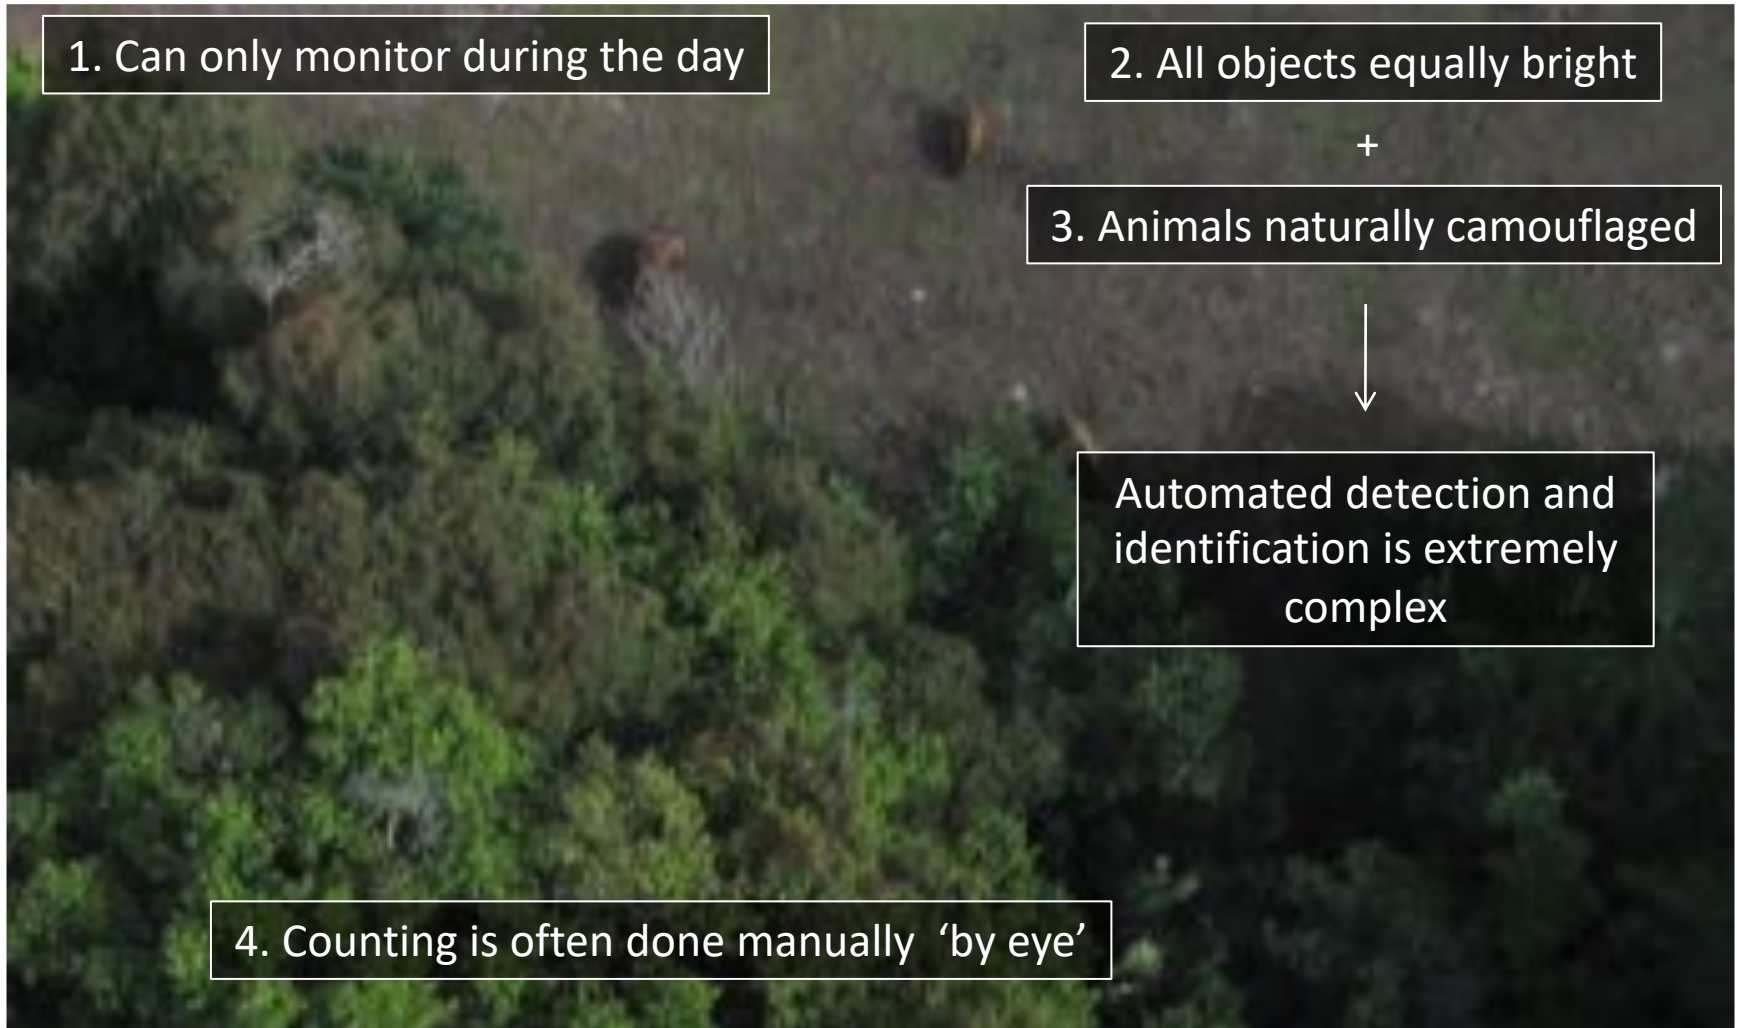 1. Can only monitor during the day
2. All objects equally bright
+
3. Animals naturally camouflaged
Automated detection and
identification is extremely
complex
4. Counting is often done manually ‘by eye’